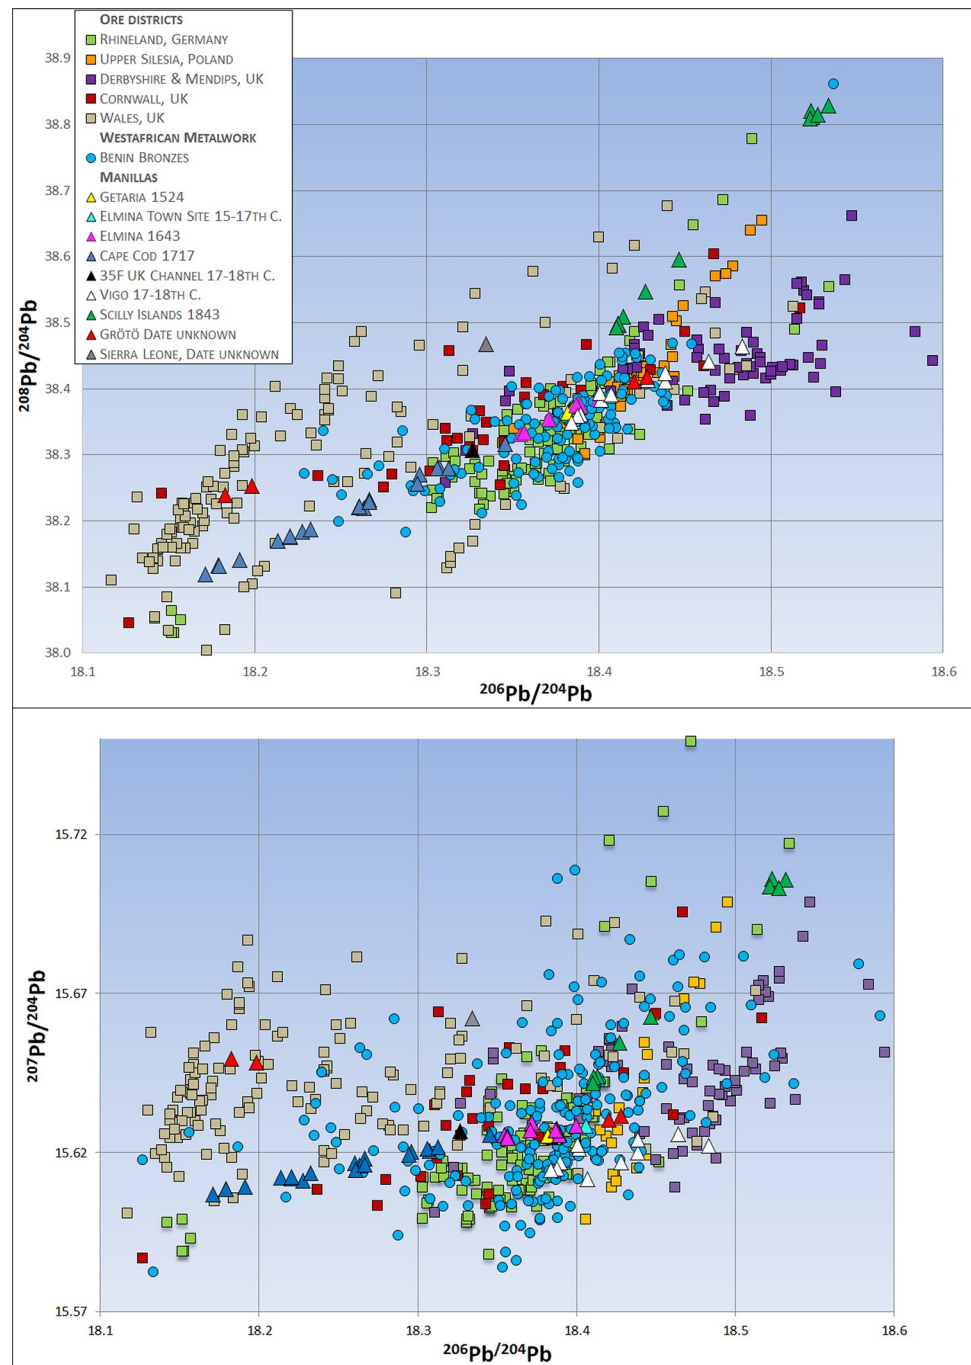 ORE DISTRICTS
RHINELAND, GERMANY
UPPER SILESIA, POLAND
DERBYSHIRE & MENDIPS, UK
CORNWALL, UK
WALES, UK
WESTAFRICAN METALWORK
BENIN BRONZES
MANILLAS
GETARIA 1524
ELMINA TOWN SITE 15-17TH C.
ELMINA 1643
CAPE COD 1717
35F UK CHANNEL 17-18TH C.
VIGO 17-18TH C.
SCILLY ISLANDS 1843
GRÖTÖ DATE UNKNOWN
SIERRA LEONE, DATE UNKNOWN
38.9
38.8
38.7
38.6
38.5
38.4
38.3
38.2
38.1
38.0
208Pb/204Pb
18.1 18.2 18.3 18.4 18.5 18.6
206Pb/204Pb
15.72
15.67
15.62
15.57
207Pb/204Pb
18.1 18.2 18.3 18.4 18.5 18.6
206Pb/204Pb